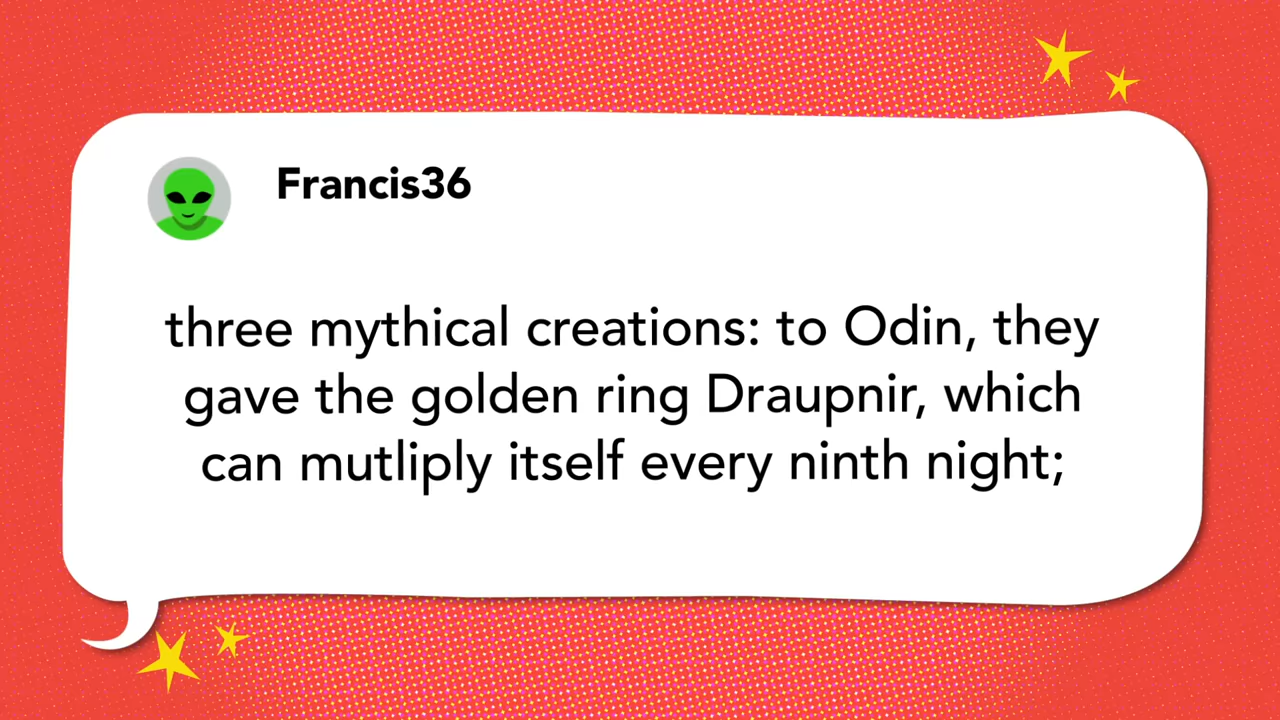 Francis36
three mythical creations: to Odin, they
gave the golden ring Draupnir, which
can mutliply itself every ninth night;